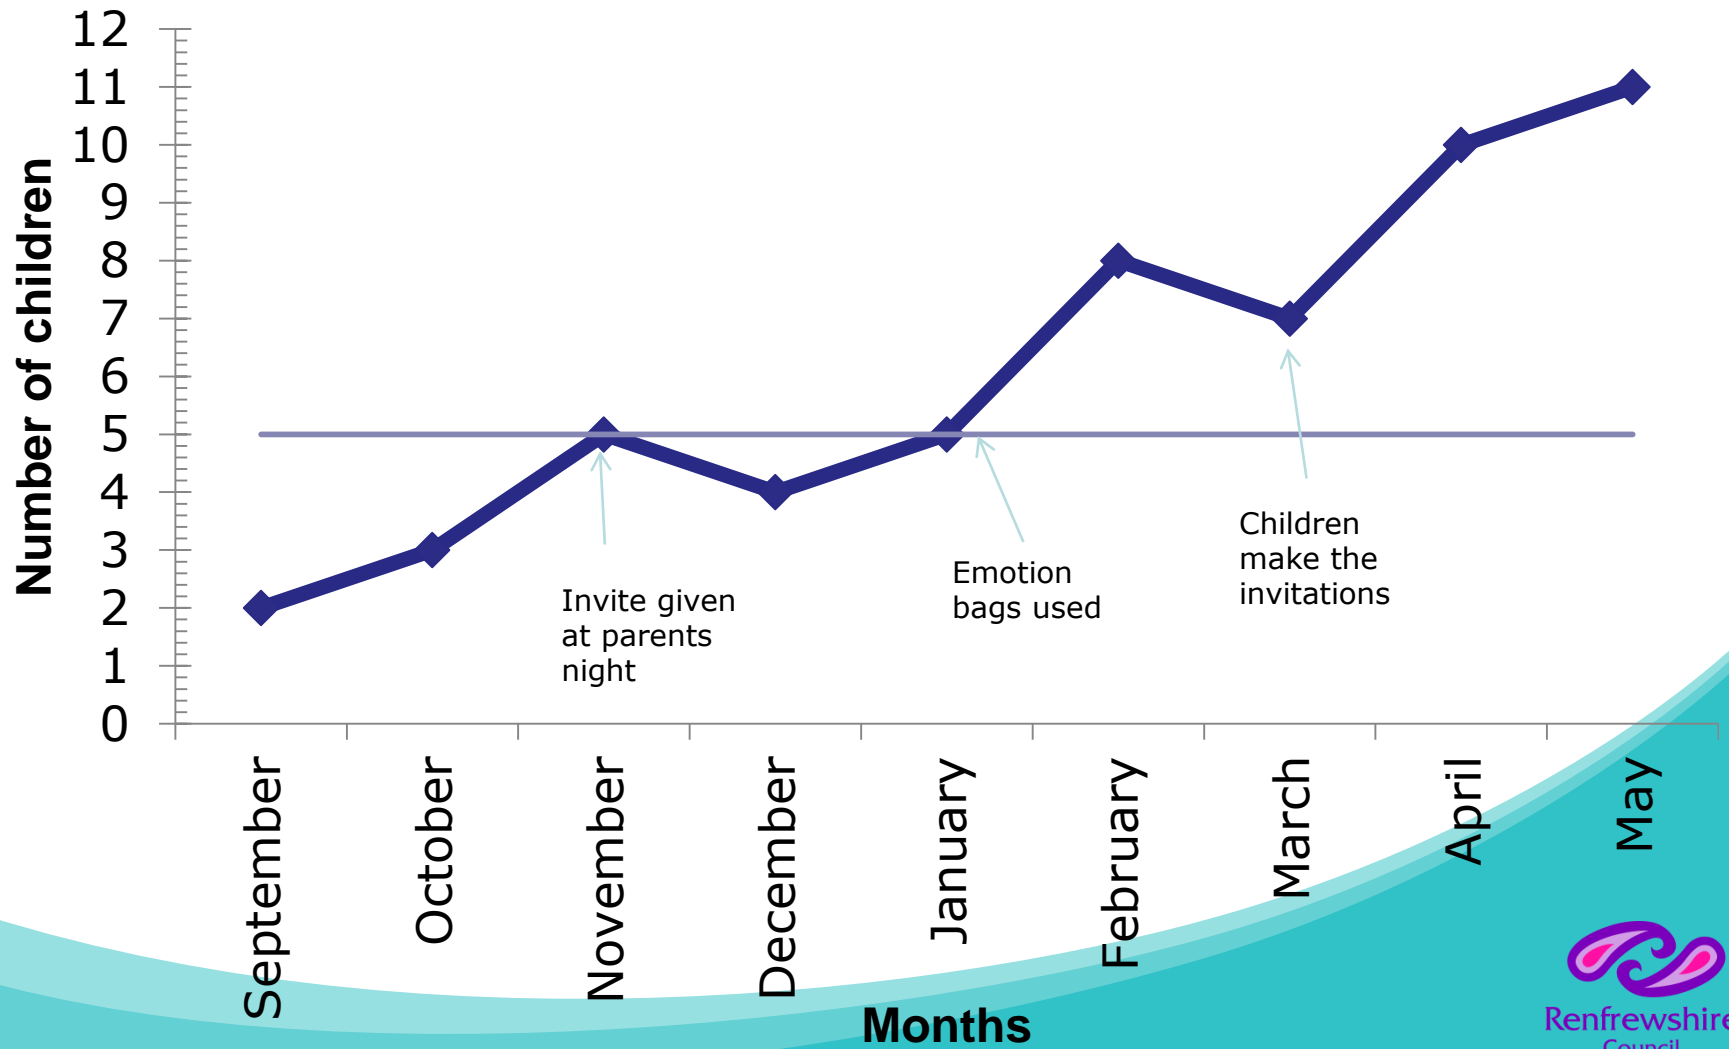 12
11
10
9
8
7
6
5
4
3
2
1
0
Number of children
Invite given
at parents
night
Emotion
bags used
Children
make the
invitations
September
October
November
December
January
February
March
April
May
Months
Renfrewshire
Council